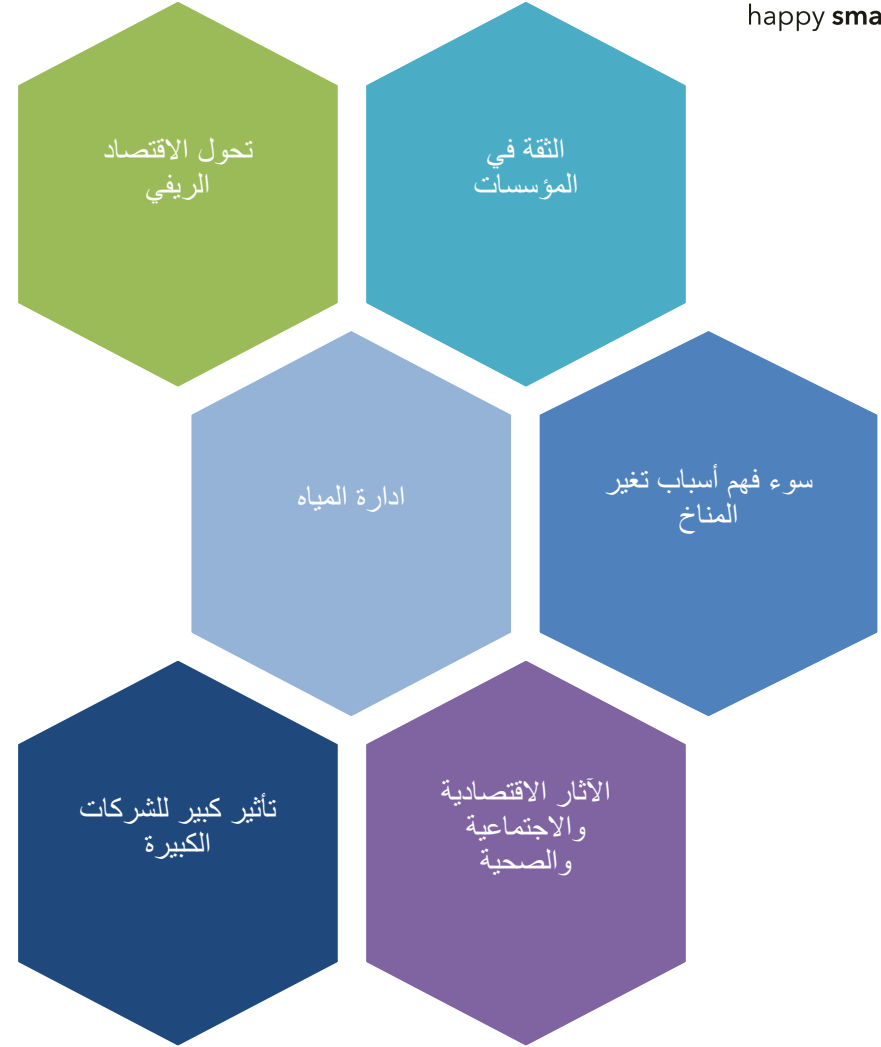 happy sma
الثقة في
المؤسسات
تحول الاقتصاد
الريفي
سوء فهم أسباب تغير
المناخ
ادارة المياه
الآثار الاقتصادية
والاجتماعية
والصحية
تأثير كبير للشركات
الكبيرة